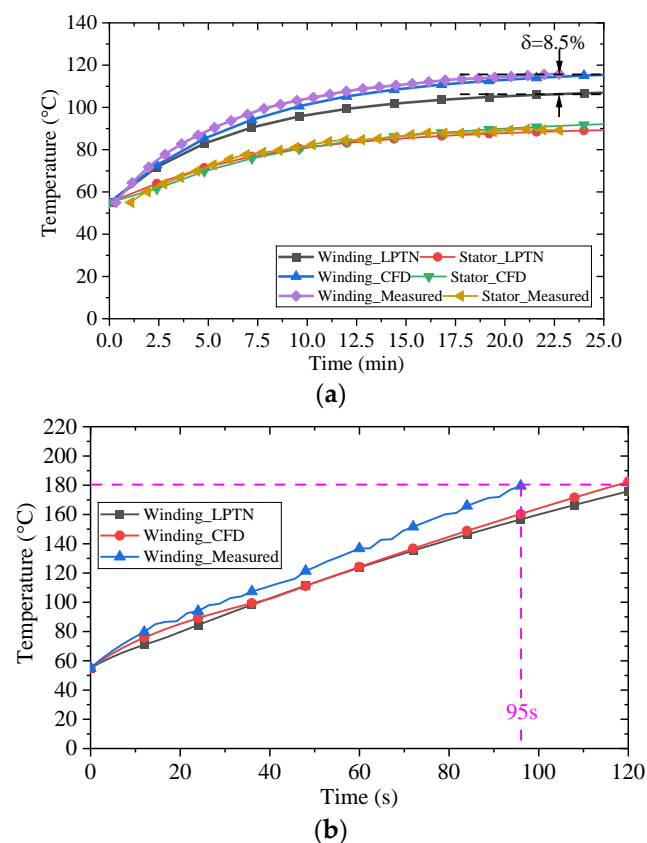 140
120
100
80
60
40
20
0
Temperature (°C)
δ=8.5%
Winding_LPTN Stator_LPTN
Winding_CFD Stator_CFD
Winding_Measured Stator_Measured
0.0 2.5 5.0 7.5 10.0 12.5 15.0 17.5 20.0 22.5 25.0
Time (min)
(a)
220
200
180
160
140
120
100
80
60
40
20
0
Temperature (°C)
Winding_LPTN
Winding_CFD
Winding_Measured
95s
0 20 40 60 80 100 120
Time (s)
(b)